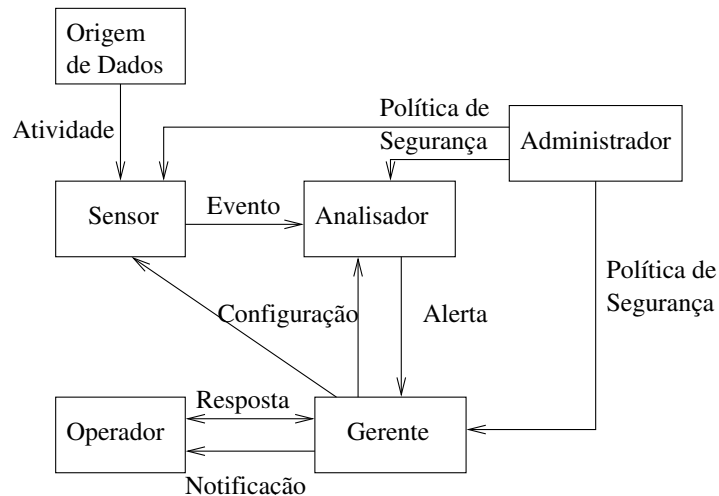 Origem
de Dados
Atividade
Política de
Segurança
Administrador
Sensor
Evento
Analisador
Política de
Segurança
Configuração
Alerta
Resposta
Operador
Gerente
Notificação